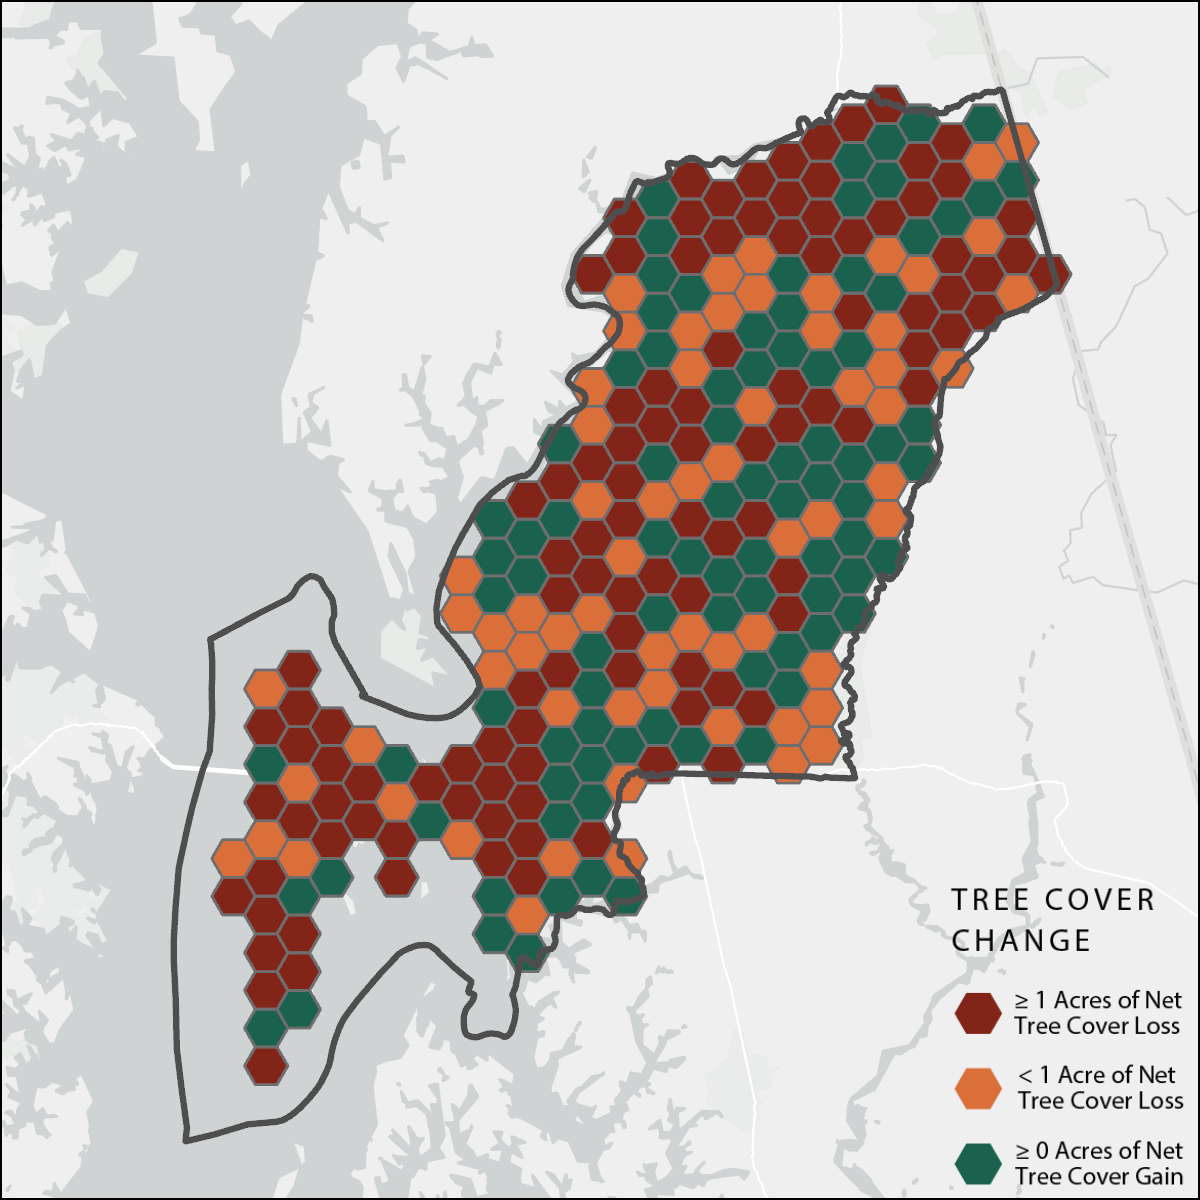 TREE COVER
CHANGE
≥ 1 Acres of Net
Tree Cover Loss
< 1 Acre of Net
Tree Cover Loss
≥ 0 Acres of Net
Tree Cover Gain